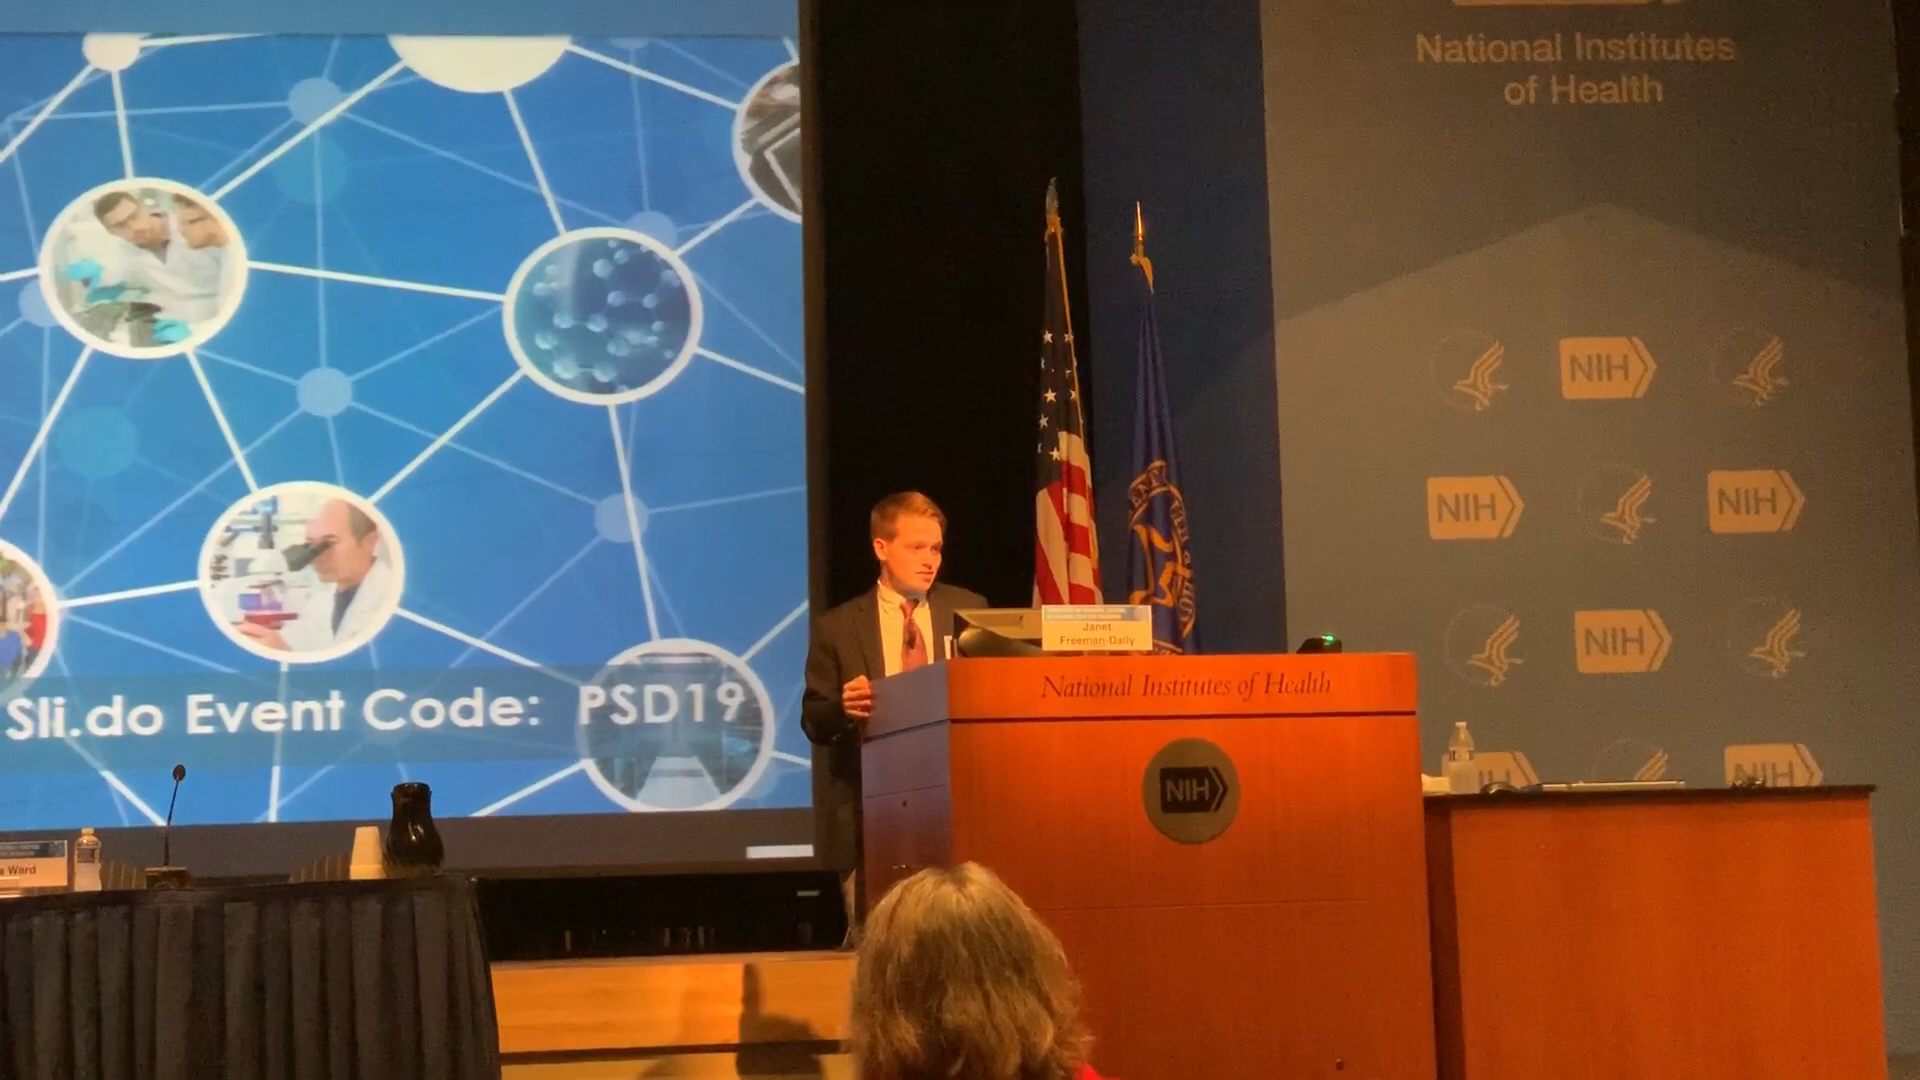 National Institutes
of Health
NIH
NIH
NIH
NIH
NIH
Sli.do Event Code: PSD19
Janet
Freeman-Daily
National Institutes of Health
NIH
Ward